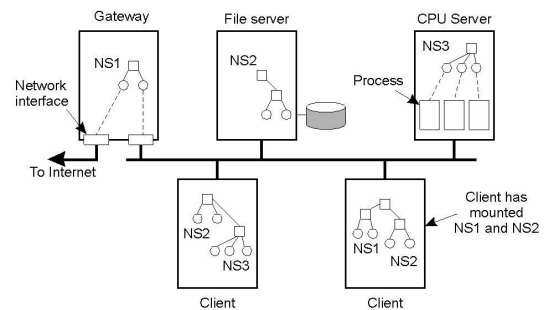 Gateway
File server
CPU Server
NS1
NS2
NS3
Network
interface
Process
To Internet
NS2
NS3
NS1
NS2
Client has
mounted
NS1 and NS2
Client
Client